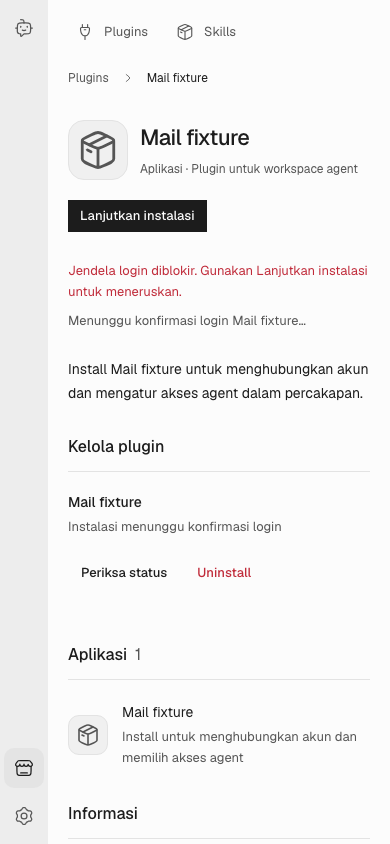 Plugins
Skills
Plugins
Mail fixture
Mail fixture
Aplikasi · Plugin untuk workspace agent
Lanjutkan instalasi
Jendela login diblokir. Gunakan Lanjutkan instalasi
untuk meneruskan.
Menunggu konfirmasi login Mail fixture...
Install Mail fixture untuk menghubungkan akun
dan mengatur akses agent dalam percakapan.
Kelola plugin
Mail fixture
Instalasi menunggu konfirmasi login
Periksa status
Uninstall
Aplikasi 1
Mail fixture
Install untuk menghubungkan akun dan
memilih akses agent
Informasi